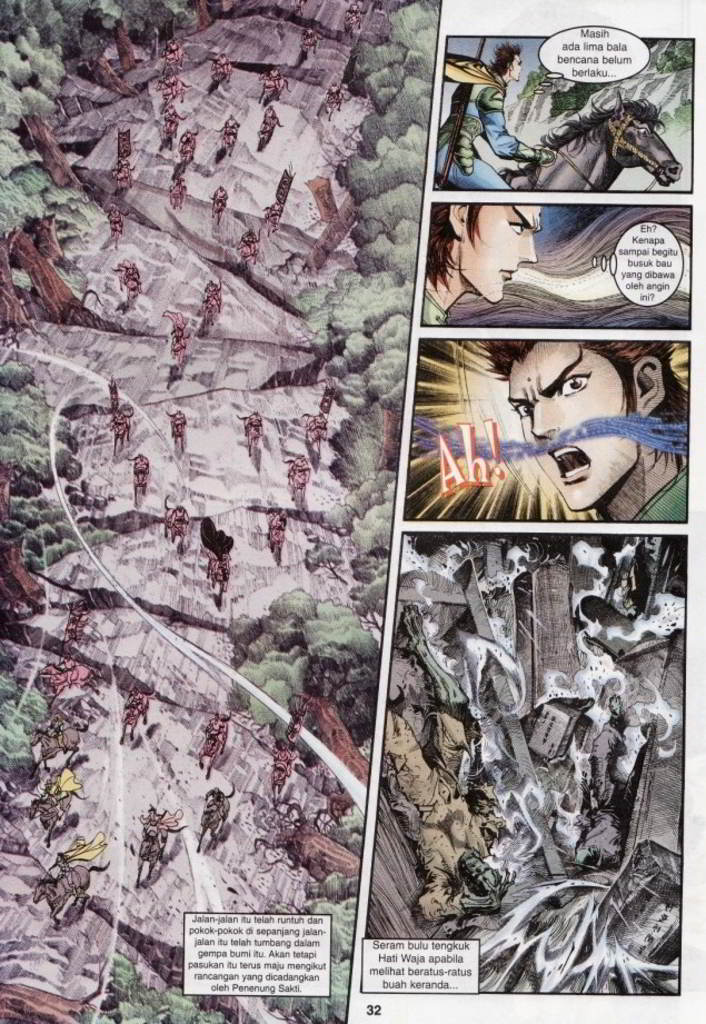 Masih
ada lima bala
bencana belum
berlaku...
Eh?
Kenapa
sampai begitu
busuk bau
yang dibawa
oleh angin
ini?
Ah!
Jalan-jalan itu telah runtuh dan
pokok-pokok di sepanjang jalan-
jalan itu telah tumbang dalam
gempa bumi itu. Akan tetapi
pasukan itu terus maju mengikut
rancangan yang dicadangkan
oleh Penenung Sakti.
Seram bulu tengkuk
Hati Waja apabila
melihat beratus-ratus
buah keranda...
32